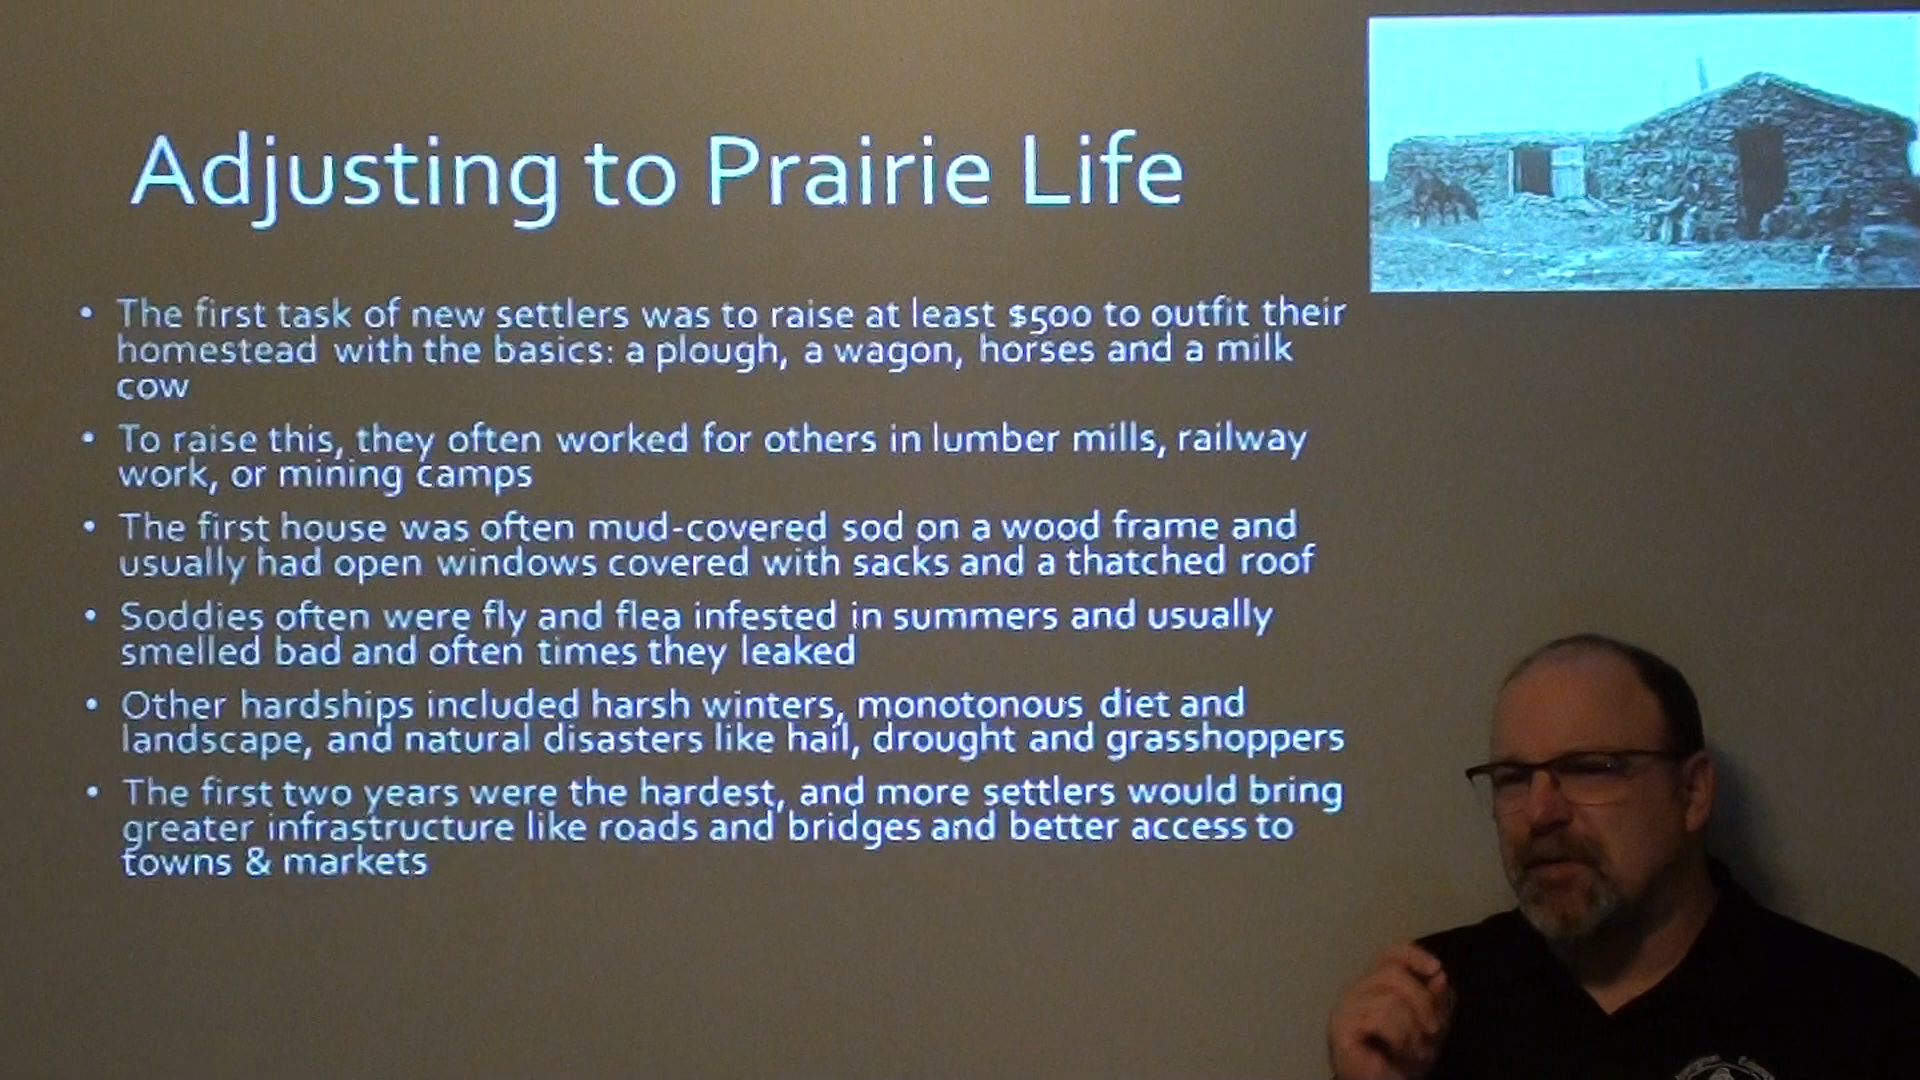 Adjusting to Prairie Life
• The first task of new settlers was to raise at least $500 to outfit their
homestead with the basics: a plough, a wagon, horses and a milk
cow
• To raise this, they often worked for others in lumber mills, railway
work, or mining camps
• The first house was often mud-covered sod on a wood frame and
usually had open windows covered with sacks and a thatched roof
• Soddies often were fly and flea infested in summers and usually
smelled bad and often times they leaked
• Other hardships included harsh winters, monotonous diet and
landscape, and natural disasters like hail, drought and grasshoppers
• The first two years were the hardest, and more settlers would bring
greater infrastructure like roads and bridges and better access to
towns & markets